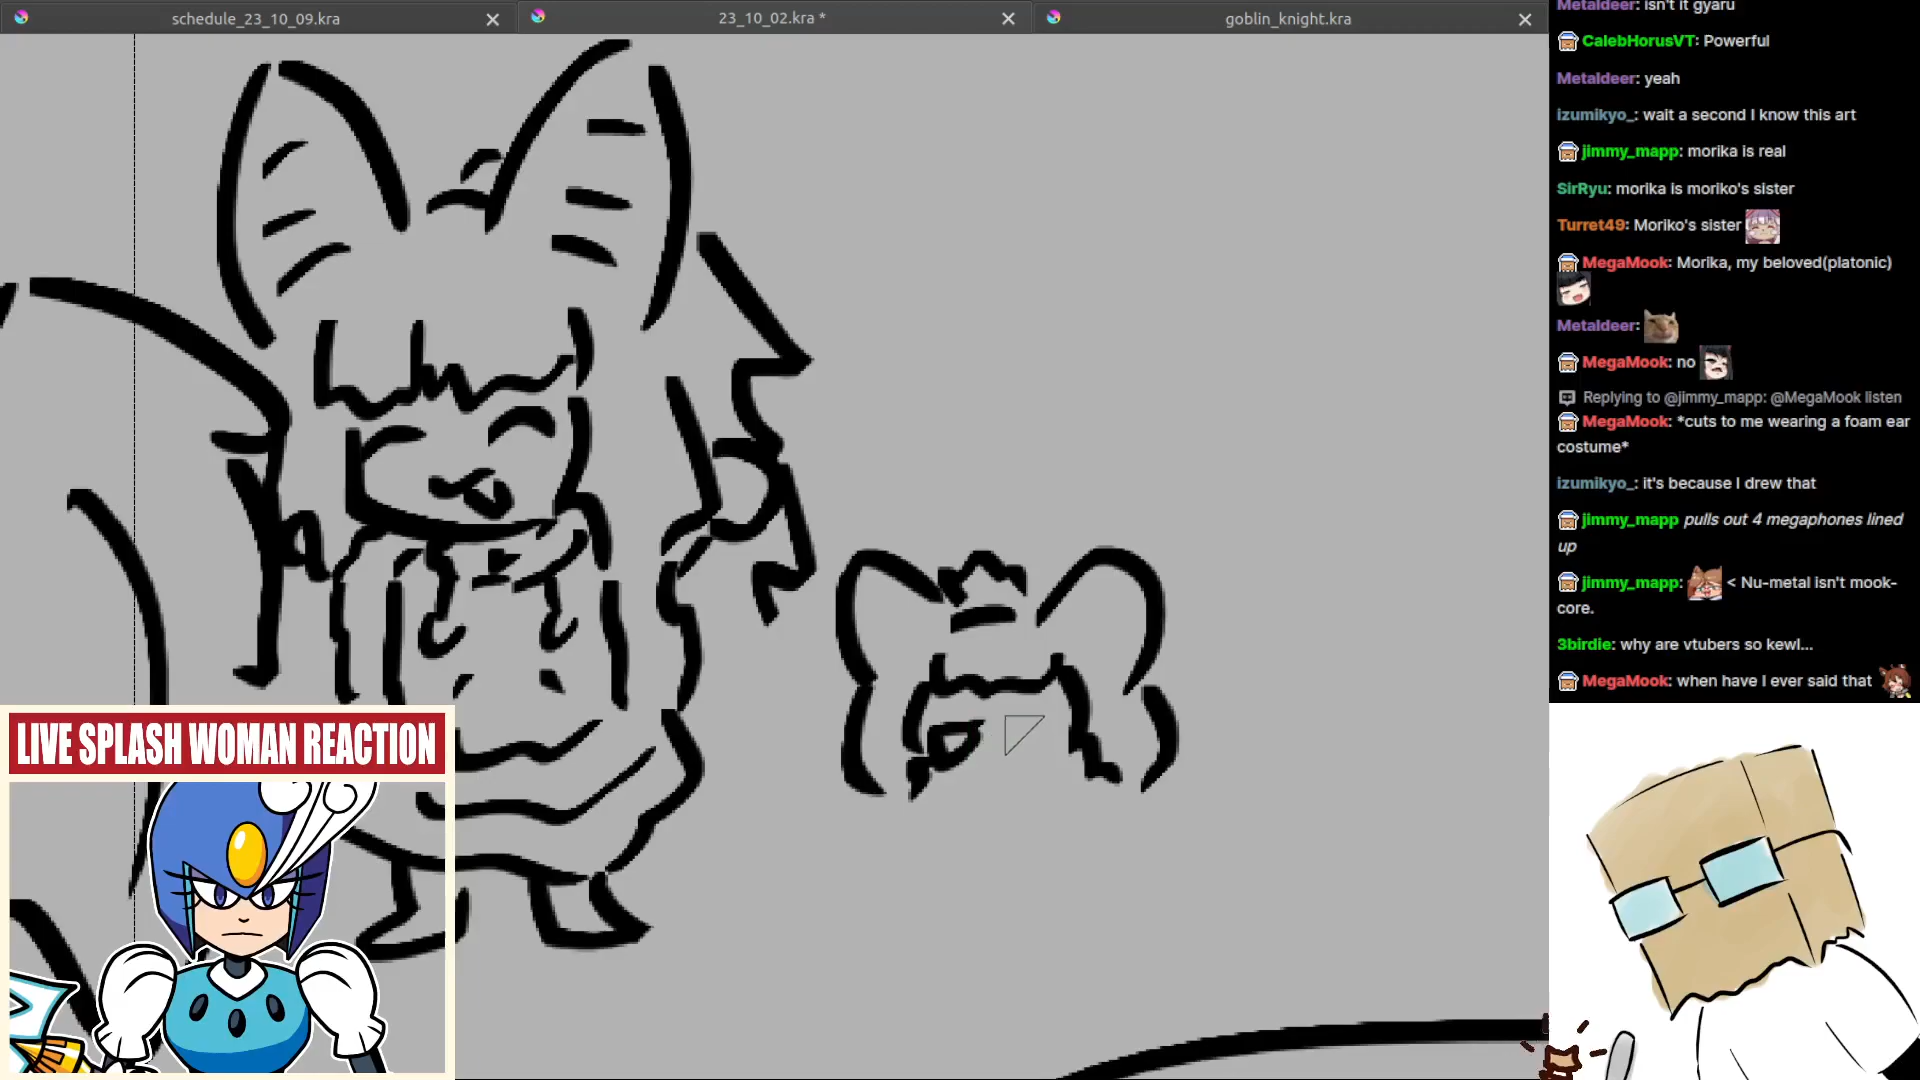 schedule_23_10_09.kra
23_10_02.kra *
goblin_knight.kra
Metaldeer: isn't it gyaru
CalebHorusVT: Powerful
Metaldeer: yeah
izumikyo_: wait a second I know this art
jimmy_mapp: morika is real
SirRyu: morika is moriko's sister
Turret49: Moriko's sister
MegaMook: Morika, my beloved(platonic)
Metaldeer:
MegaMook: no
Replying to @jimmy_mapp: @MegaMook listen
MegaMook: *cuts to me wearing a foam ear
costume*
izumikyo_: it's because I drew that
jimmy_mapp pulls out 4 megaphones lined
up
jimmy_mapp: < Nu-metal isn't mook-
core.
3birdie: why are vtubers so kewl...
MegaMook: when have I ever said that
LIVE SPLASH WOMAN REACTION